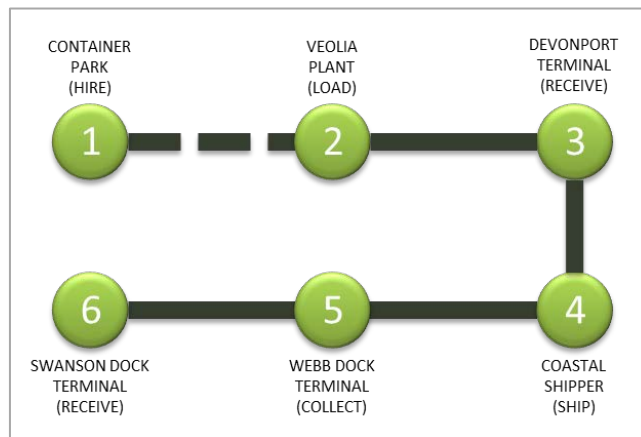 CONTAINER
PARK
(HIRE)
VEOLIA
PLANT
(LOAD)
DEVONPORT
TERMINAL
(RECEIVE)
1
2
3
6
5
4
SWANSON DOCK
TERMINAL
(RECEIVE)
WEBB DOCK
TERMINAL
(COLLECT)
COASTAL
SHIPPER
(SHIP)